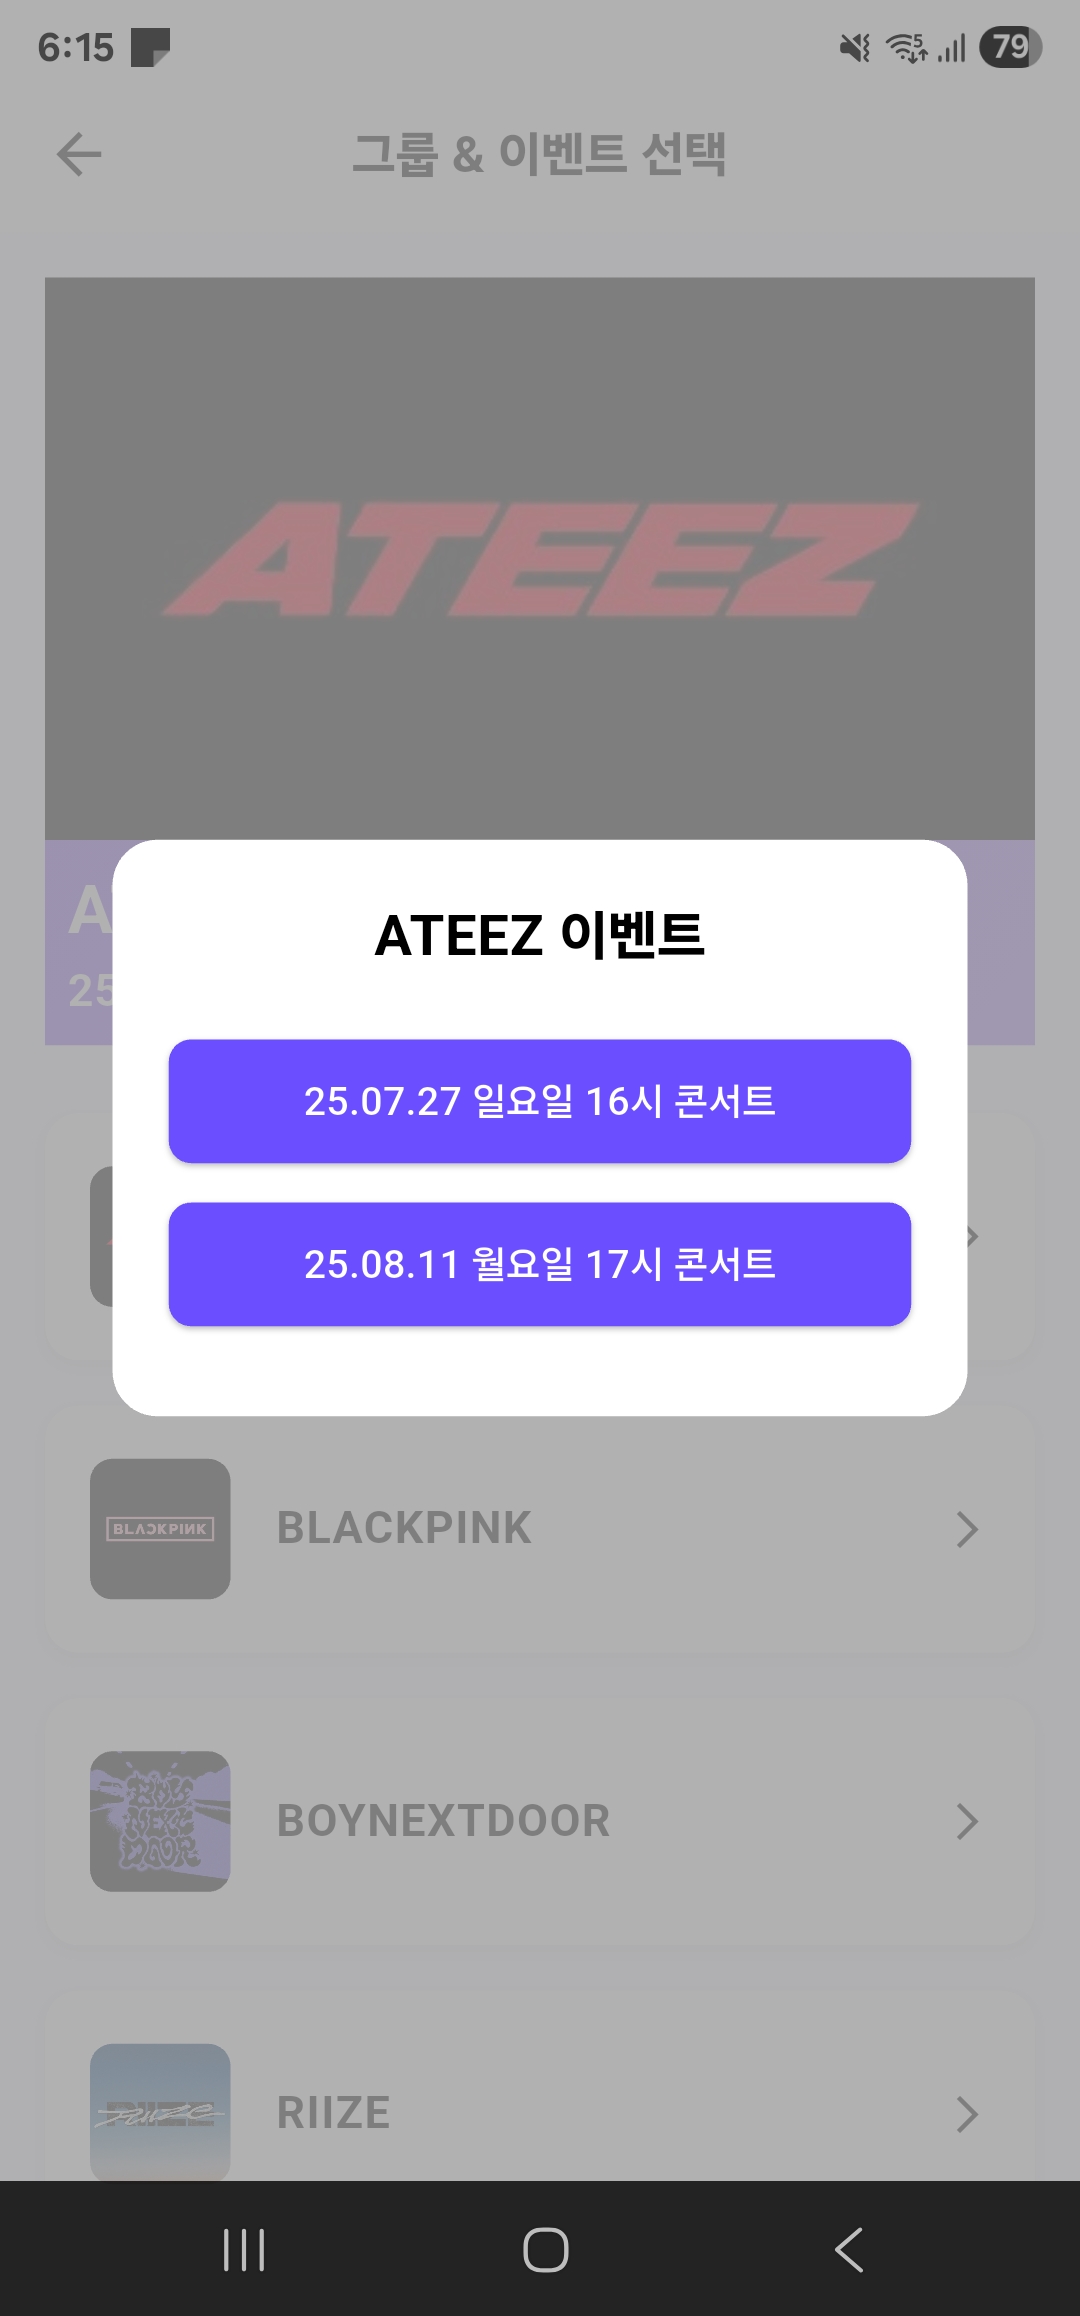 6:15
5
79
그룹 & 이벤트 선택
ATEEZ
A
25
ATEEZ 이벤트
25.07.27 일요일 16시 콘서트
25.08.11 월요일 17시 콘서트
BLACKPINK
BLACKPINK
BOYNEXTDOOR
BOYNEXTDOOR
RIIZE
RIIZE